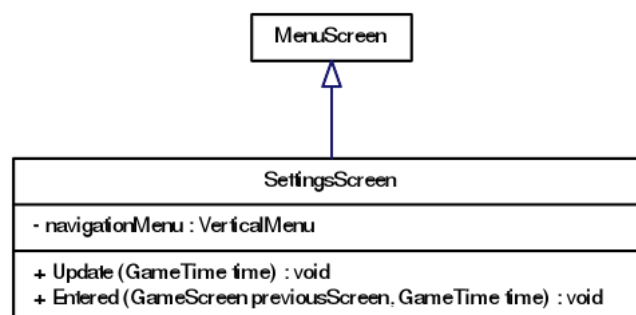 MenuScreen
SettingsScreen
- navigationMenu : VerticalMenu
+ Update (GameTime time) : void
+ Entered (GameScreen previousScreen, GameTime time) : void